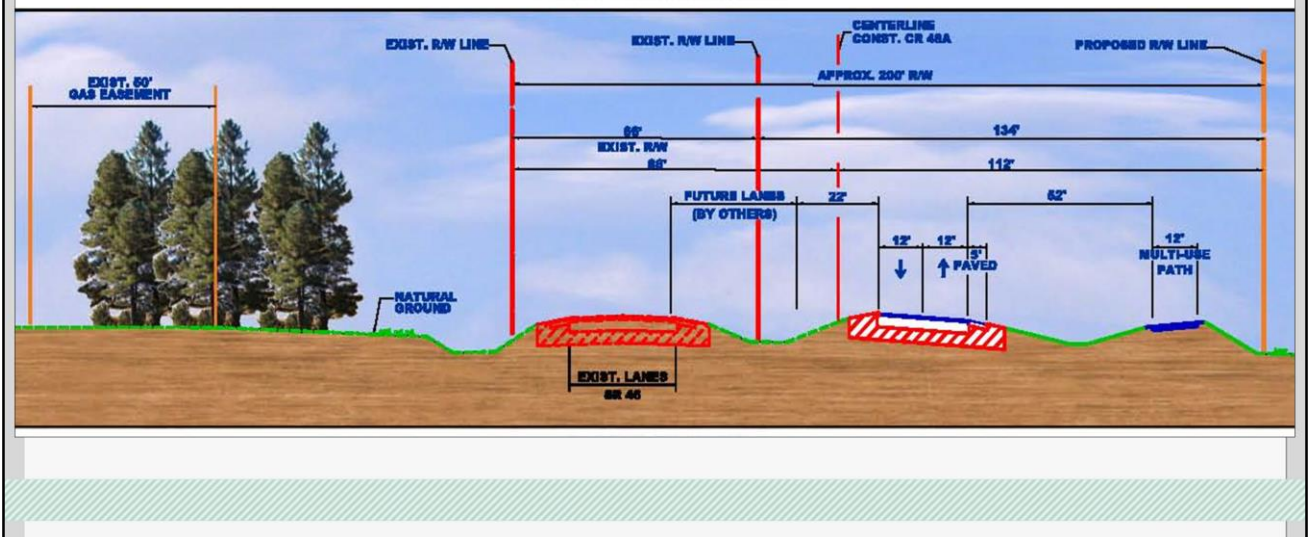 CENTERLINE
CONST. CR 46A
EXIST. R/W LINE
EXIST. R/W LINE
PROPOSED R/W LINE
APPROX. 200' R/W
EXIST. 50'
GAS EASEMENT
66'
134'
EXIST. R/W
88'
112'
FUTURE LANES
(BY OTHERS)
22'
52'
12'
12'
5'
PAVED
12'
MULTI-USE
PATH
NATURAL
GROUND
EXIST. LANES
SR 46